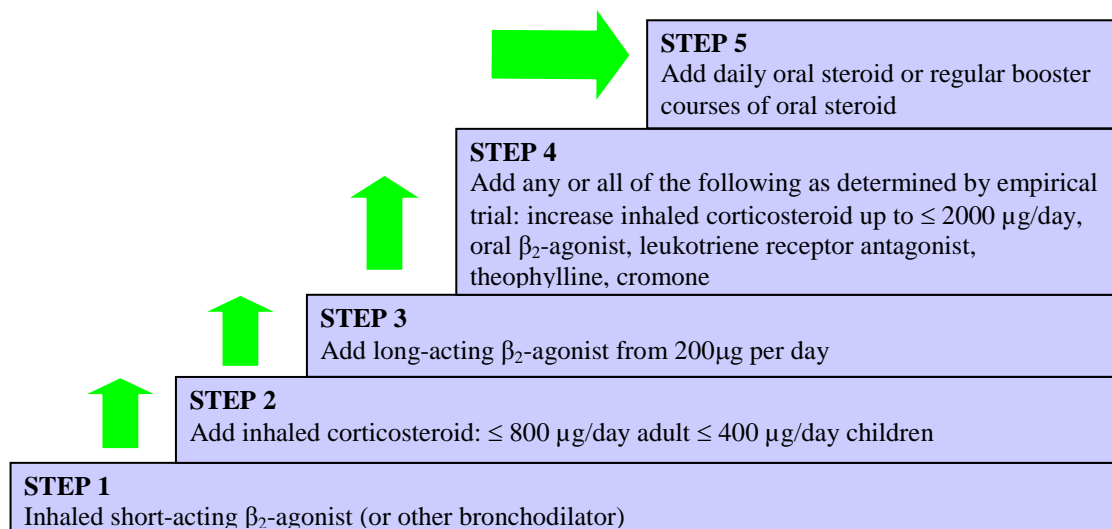 STEP 5
Add daily oral steroid or regular booster
courses of oral steroid
STEP 4
Add any or all of the following as determined by empirical
trial: increase inhaled corticosteroid up to ≤ 2000 µg/day,
oral β₂-agonist, leukotriene receptor antagonist,
theophylline, cromone
STEP 3
Add long-acting β₂-agonist from 200µg per day
STEP 2
Add inhaled corticosteroid: ≤ 800 µg/day adult ≤ 400 µg/day children
STEP 1
Inhaled short-acting β₂-agonist (or other bronchodilator)